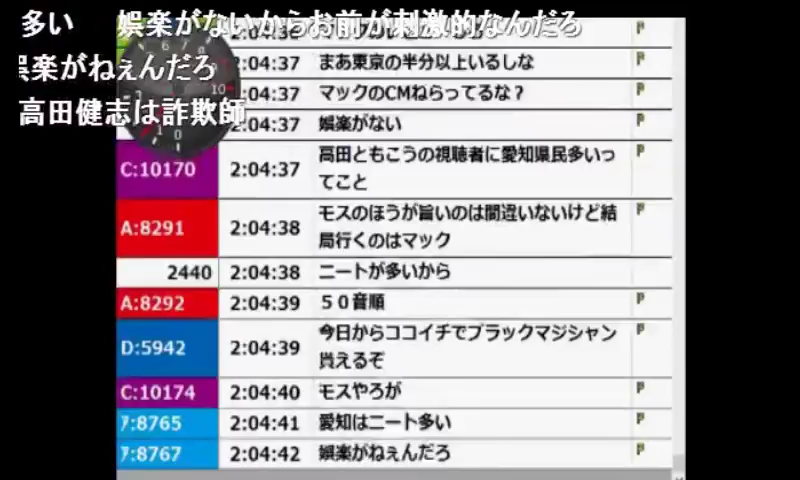 多い 娯楽がないからお前が刺激的なんだろ
娯楽がねぇんだろ
高田健志は詐欺師
2:04:37 まあ東京の半分以上いるしな P
2:04:37 マックのCMねらってるな？ P
2:04:37 娯楽がない P
C:10170 2:04:37 高田ともこうの視聴者に愛知県民多いっ P
てこと
A:8291 2:04:38 モスのほうが旨いのは間違いないけど結 P
局行くのはマック
2440 2:04:38 ニートが多いから
A:8292 2:04:39 ５０音順 P
D:5942 2:04:39 今日からココイチでブラックマジシャン P
貰えるぞ
C:10174 2:04:40 モスやろが P
ｱ:8765 2:04:41 愛知はニート多い P
ｱ:8767 2:04:42 娯楽がねぇんだろ P